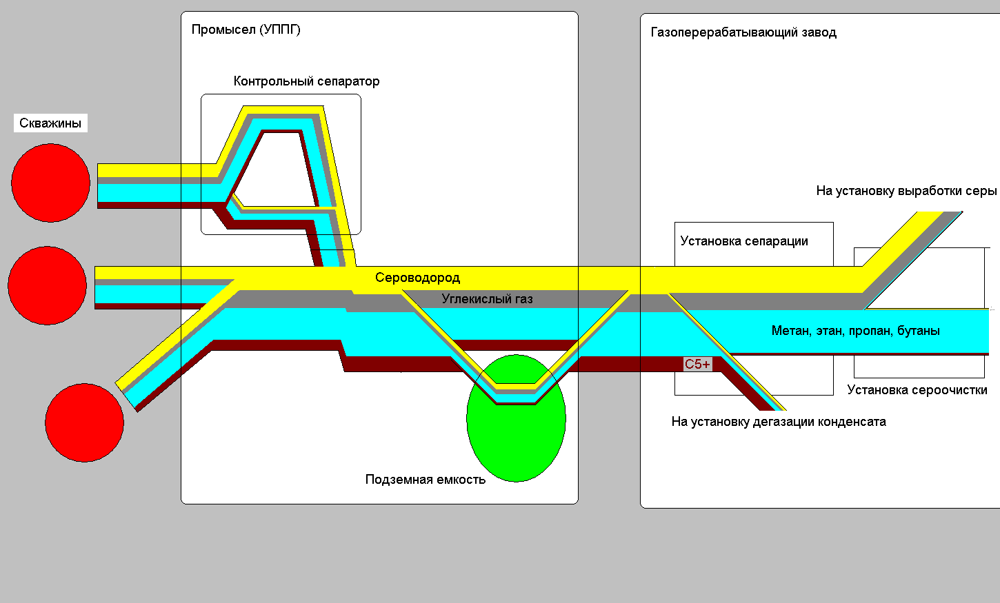 Промысел (УППГ)
Газоперерабатывающий завод
Контрольный сепаратор
Скважины
На установку выработки серы
Установка сепарации
Сероводород
Углекислый газ
Метан, этан, пропан, бутаны
C5+
Установка сероочистки
На установку дегазации конденсата
Подземная емкость